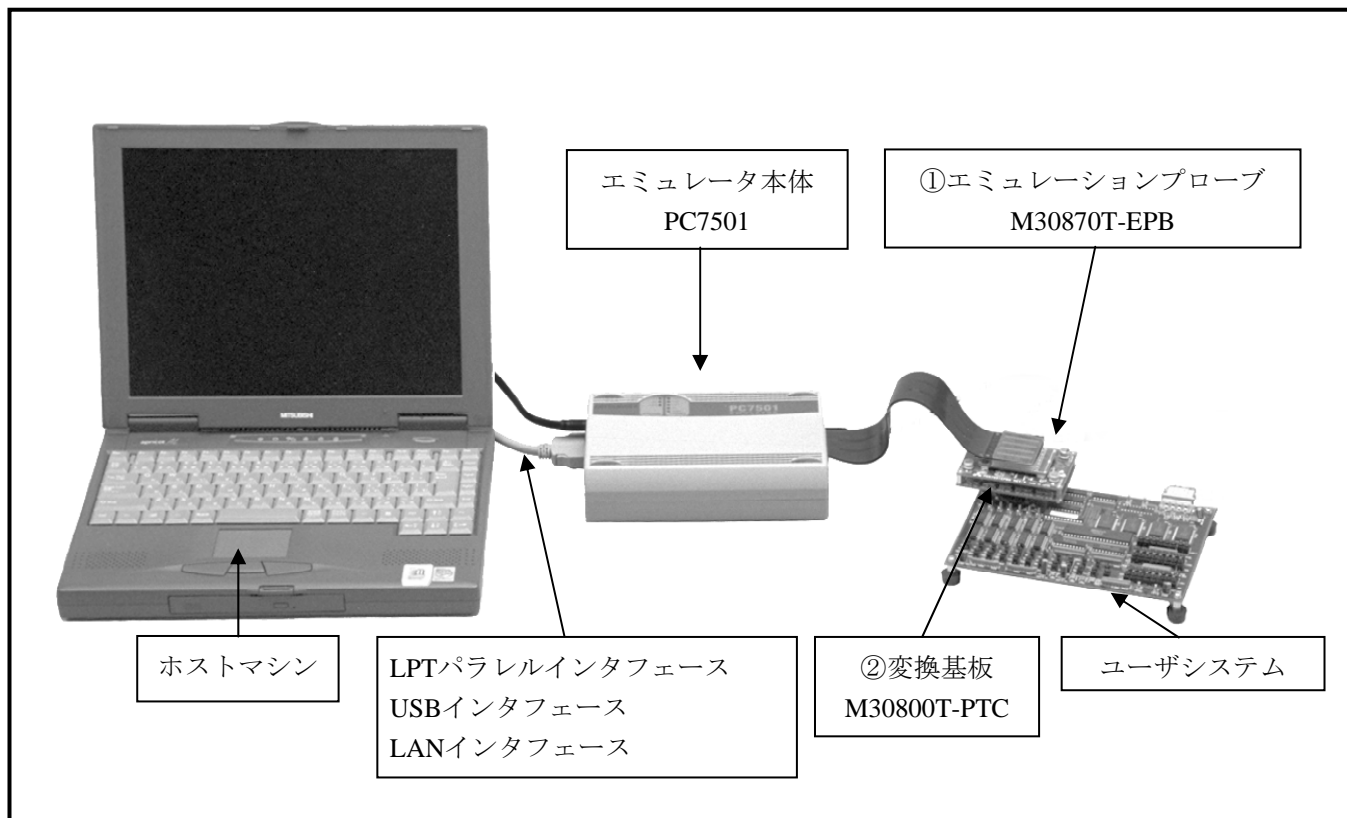 エミュレータ本体
PC7501
①エミュレーションプローブ
M30870T-EPB
MITSUBISHI
PC7501
ホストマシン
LPTパラレルインタフェース
USBインタフェース
LANインタフェース
②変換基板
M30800T-PTC
ユーザシステム